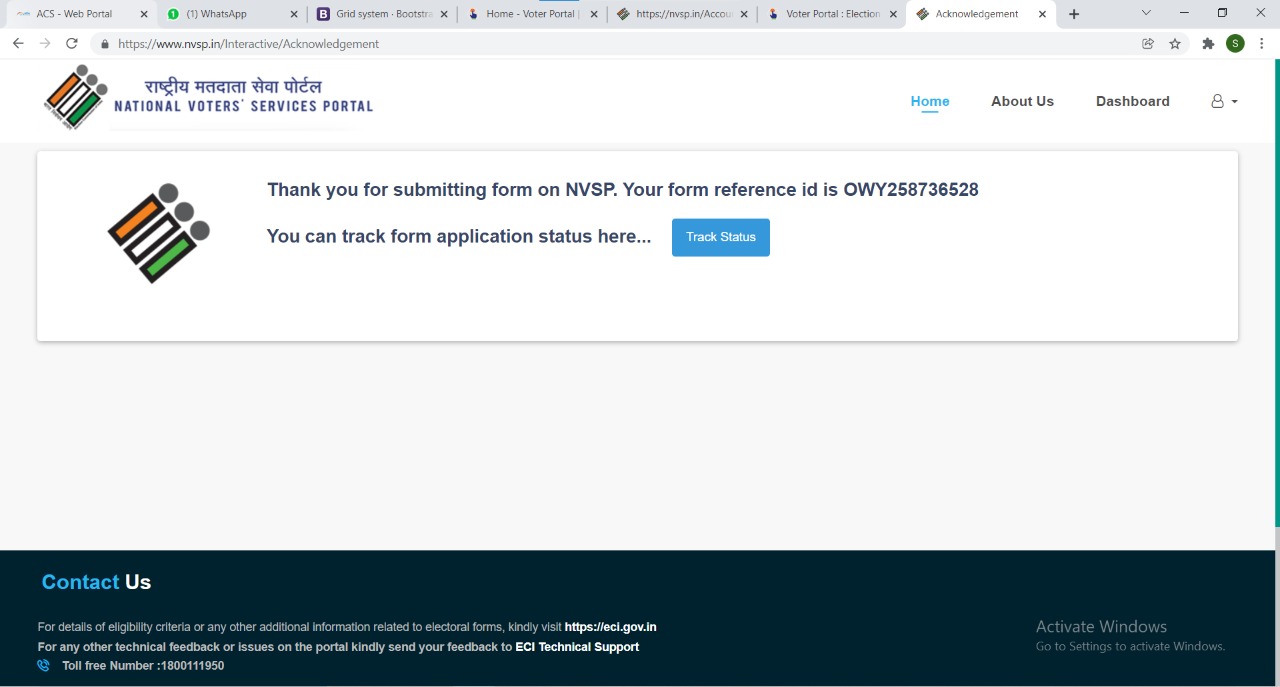 ACS - Web Portal
(1) WhatsApp
B Grid system · Bootstra
Home - Voter Portal |
https://nvsp.in/Accou
Voter Portal : Election
Acknowledgement
https://www.nvsp.in/Interactive/Acknowledgement
S
राष्ट्रीय मतदाता सेवा पोर्टल
NATIONAL VOTERS' SERVICES PORTAL
Home About Us Dashboard
Thank you for submitting form on NVSP. Your form reference id is OWY258736528
You can track form application status here... Track Status
Contact Us
For details of eligibility criteria or any other additional information related to electoral forms, kindly visit https://eci.gov.in
For any other technical feedback or issues on the portal kindly send your feedback to ECI Technical Support
Toll free Number :1800111950
Activate Windows
Go to Settings to activate Windows.